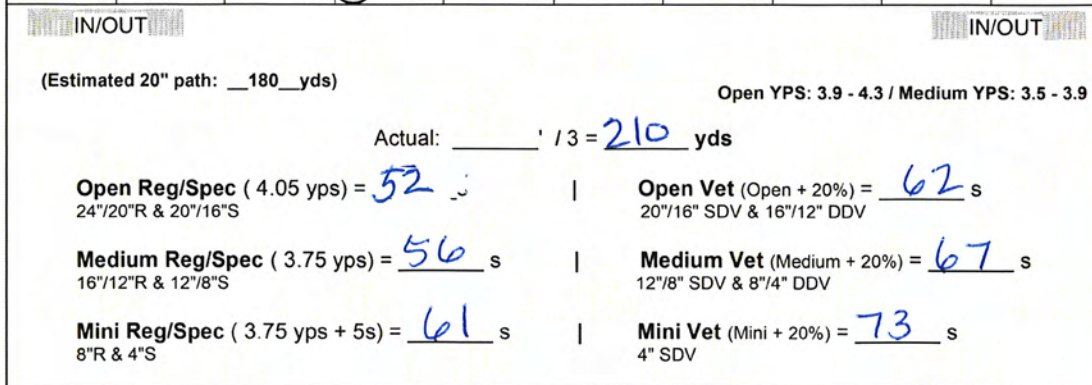 IN/OUT IN/OUT
(Estimated 20" path: __180__yds)
Open YPS: 3.9 - 4.3 / Medium YPS: 3.5 - 3.9
Actual: _______' / 3 = 210 yds
Open Reg/Spec ( 4.05 yps) = 52 s | Open Vet (Open + 20%) = 62 s
24"/20"R & 20"/16"S 20"/16" SDV & 16"/12" DDV
Medium Reg/Spec ( 3.75 yps) = 56 s | Medium Vet (Medium + 20%) = 67 s
16"/12"R & 12"/8"S 12"/8" SDV & 8"/4" DDV
Mini Reg/Spec ( 3.75 yps + 5s) = 61 s | Mini Vet (Mini + 20%) = 73 s
8"R & 4"S 4" SDV